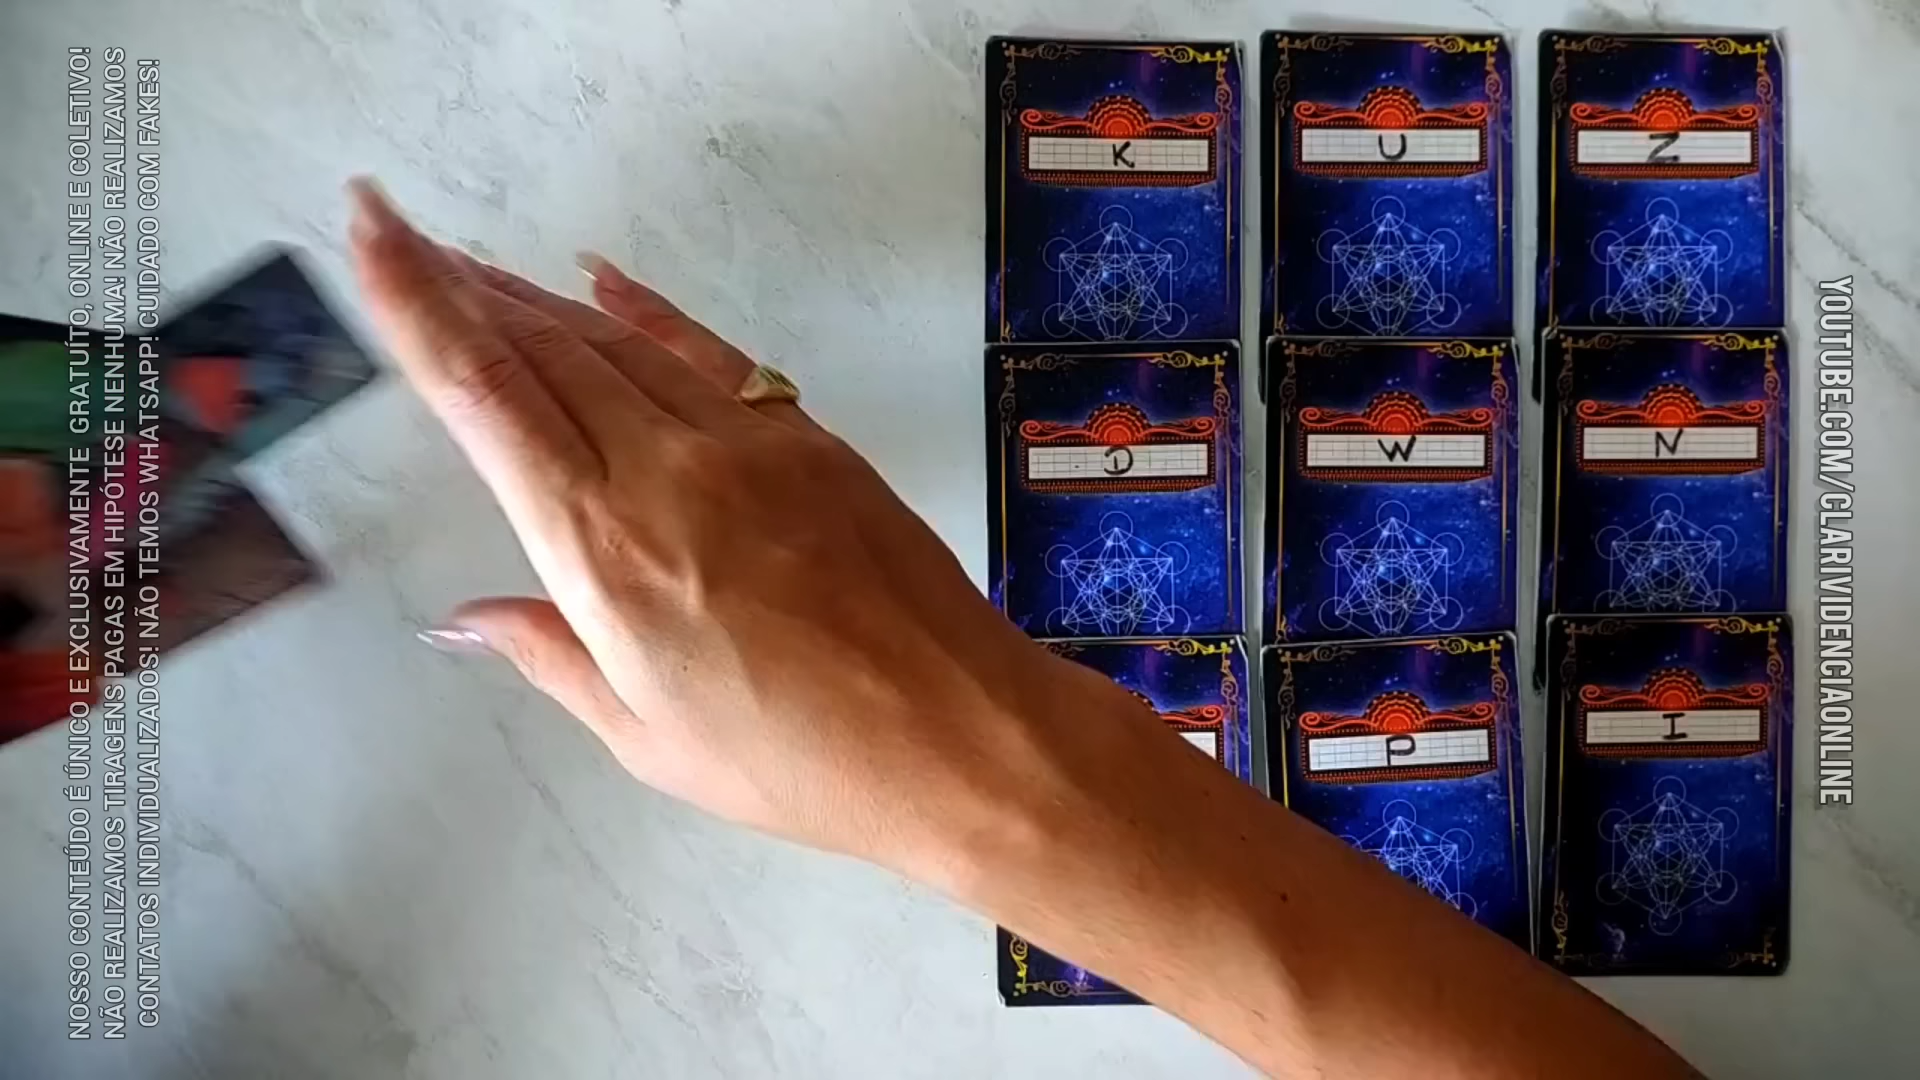 NOSSO CONTEÚDO É ÚNICO E EXCLUSIVAMENTE GRATUÍTO, ONLINE E COLETIVO!
NÃO REALIZAMOS TIRAGENS PAGAS EM HIPÓTESE NENHUMA! NÃO REALIZAMOS
CONTATOS INDIVIDUALIZADOS! NÃO TEMOS WHATSAPP! CUIDADO COM FAKES!
K
U
Z
D
W
N
P
I
YOUTUBE.COM/CLARIVIDENCIAONLINE